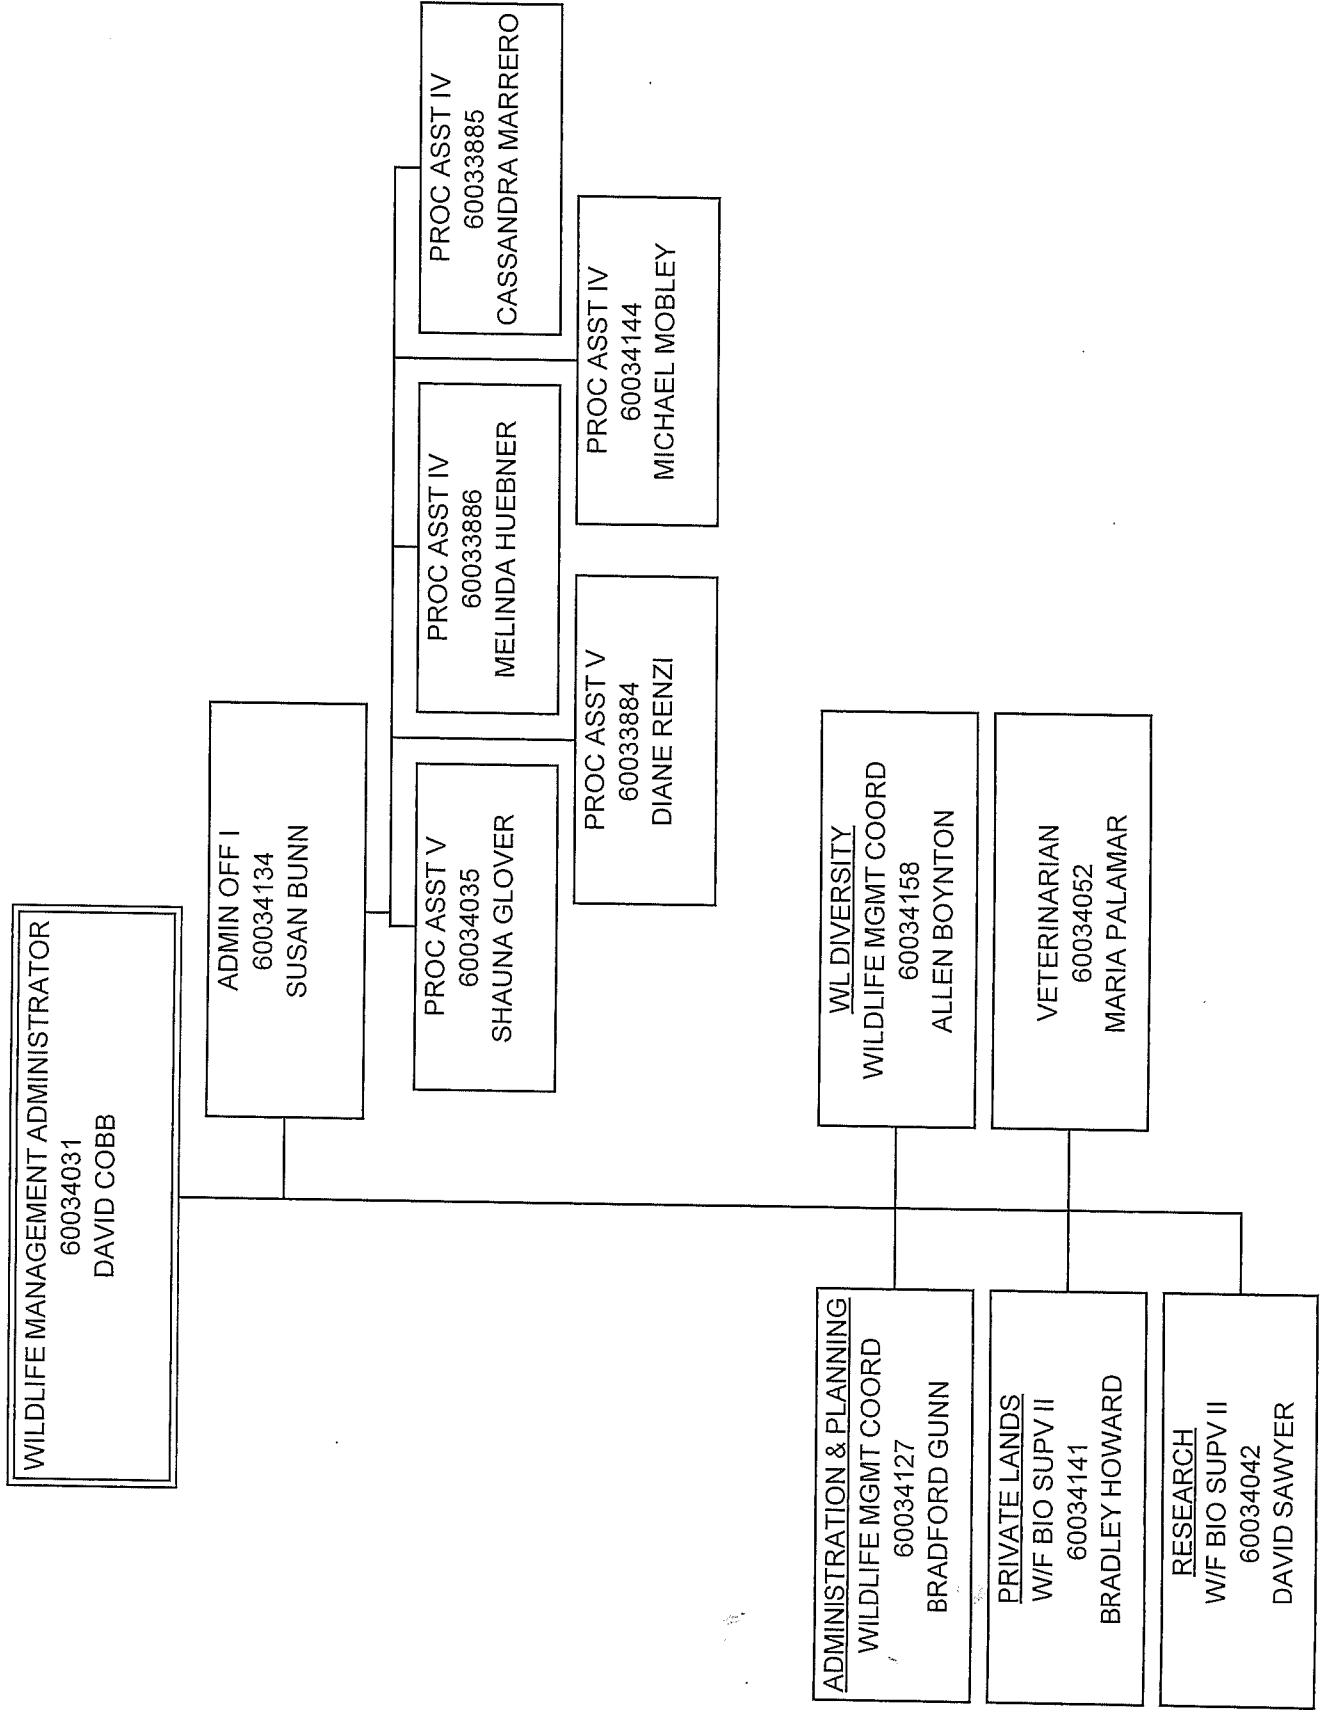 WILDLIFE MANAGEMENT ADMINISTRATOR
60034031
DAVID COBB
ADMIN OFF I
60034134
SUSAN BUNN
PROC ASST V
60034035
SHAUNA GLOVER
PROC ASST IV
60033886
MELINDA HUEBNER
PROC ASST IV
60033885
CASSANDRA MARRERO
PROC ASST V
60033884
DIANE RENZI
PROC ASST IV
60034144
MICHAEL MOBLEY
ADMINISTRATION & PLANNING
WILDLIFE MGMT COORD
60034127
BRADFORD GUNN
WL DIVERSITY
WILDLIFE MGMT COORD
60034158
ALLEN BOYNTON
PRIVATE LANDS
W/F BIO SUPV II
60034141
BRADLEY HOWARD
VETERINARIAN
60034052
MARIA PALAMAR
RESEARCH
W/F BIO SUPV II
60034042
DAVID SAWYER